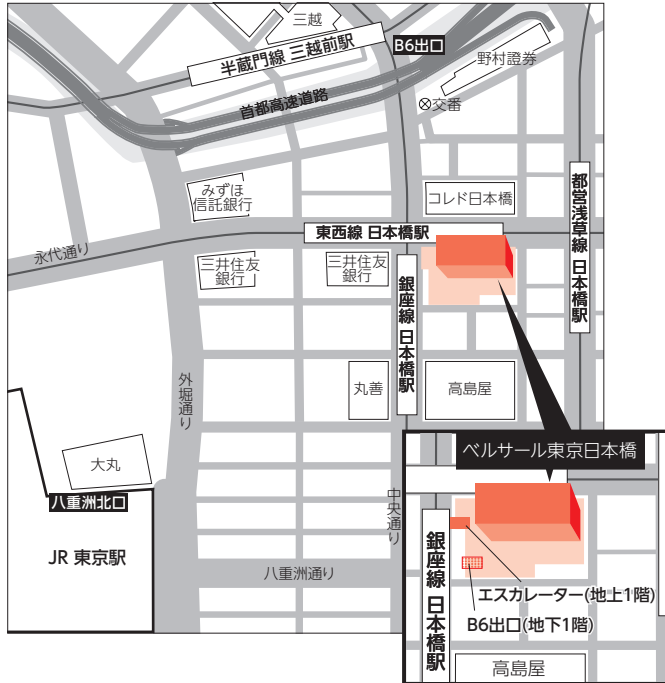 三越
半蔵門線 三越前駅
B6出口
野村證券
首都高速道路
交番
みずほ
信託銀行
コレド日本橋
都営浅草線 日本橋駅
東西線 日本橋駅
永代通り
三井住友
銀行
三井住友
銀行
銀座線 日本橋駅
外堀通り
丸善
高島屋
大丸
八重洲北口
JR 東京駅
中央通り
八重洲通り
ベルサール東京日本橋
銀座線 日本橋駅
エスカレーター(地上1階)
B6出口(地下1階)
高島屋